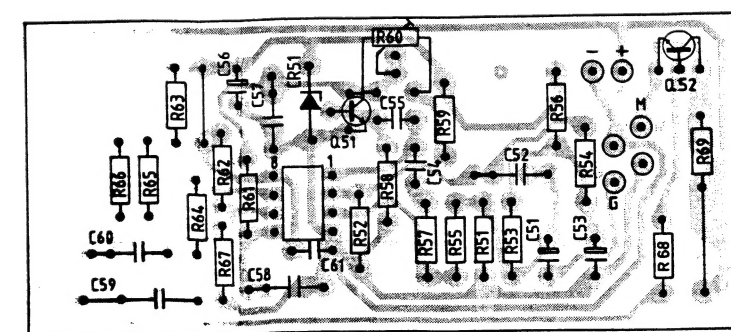 R60
C56
CR51
- +
Q52
C57
R63
C55
R59
R56
M
Q51
R54
R69
R62
8
1
C54
C52
R66
R65
R61
R58
R64
G
R52
R57
R55
R51
R53
C51
C53
C60
R67
C61
R68
C58
C59